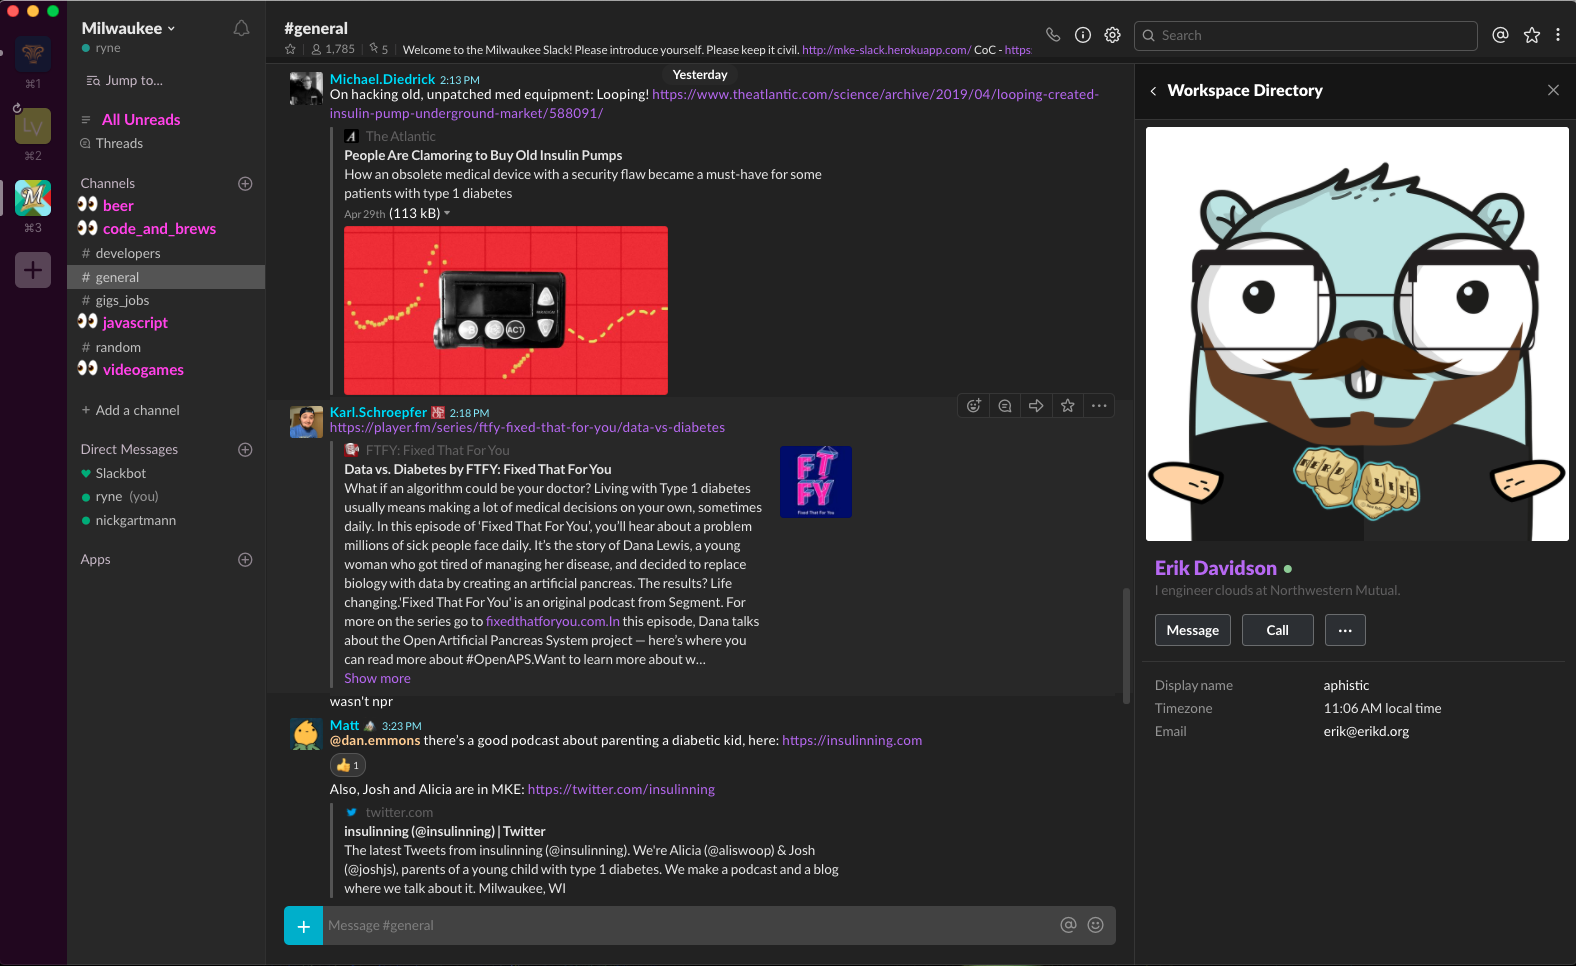 Milwaukee
ryne
⌘1
LV
⌘2
M
⌘3
Jump to...
All Unreads
Threads
Channels
beer
code_and_brews
# developers
# general
# gigs_jobs
javascript
# random
videogames
+ Add a channel
Direct Messages
Slackbot
ryne (you)
nickgartmann
Apps
#general
1,785
5
Welcome to the Milwaukee Slack! Please introduce yourself. Please keep it civil. http://mke-slack.herokuapp.com/ CoC - https:
Search
Yesterday
Michael.Diedrick 2:13 PM
On hacking old, unpatched med equipment: Looping! https://www.theatlantic.com/science/archive/2019/04/looping-created-
insulin-pump-underground-market/588091/
A The Atlantic
People Are Clamoring to Buy Old Insulin Pumps
How an obsolete medical device with a security flaw became a must-have for some
patients with type 1 diabetes
Apr 29th (113 kB)
ACT
Karl.Schroepfer 2:18 PM
https://player.fm/series/ftfy-fixed-that-for-you/data-vs-diabetes
FTFY: Fixed That For You
Data vs. Diabetes by FTFY: Fixed That For You
What if an algorithm could be your doctor? Living with Type 1 diabetes
usually means making a lot of medical decisions on your own, sometimes
daily. In this episode of ‘Fixed That For You’, you’ll hear about a problem
millions of sick people face daily. It’s the story of Dana Lewis, a young
woman who got tired of managing her disease, and decided to replace
biology with data by creating an artificial pancreas. The results? Life
changing.'Fixed That For You' is an original podcast from Segment. For
more on the series go to fixedthatforyou.com.In this episode, Dana talks
about the Open Artificial Pancreas System project — here’s where you
can read more about #OpenAPS.Want to learn more about w...
Show more
FT
FY
Fixed That For You
wasn't npr
Matt 3:23 PM
@dan.emmons there’s a good podcast about parenting a diabetic kid, here: https://insulinning.com
1
Also, Josh and Alicia are in MKE: https://twitter.com/insulinning
twitter.com
insulinning (@insulinning) | Twitter
The latest Tweets from insulinning (@insulinning). We're Alicia (@aliswoop) & Josh
(@joshjs), parents of a young child with type 1 diabetes. We make a podcast and a blog
where we talk about it. Milwaukee, WI
Message #general
Workspace Directory
NERD
LIFE
Erik Davidson
I engineer clouds at Northwestern Mutual.
Message
Call
Display name aphistic
Timezone 11:06 AM local time
Email erik@erikd.org